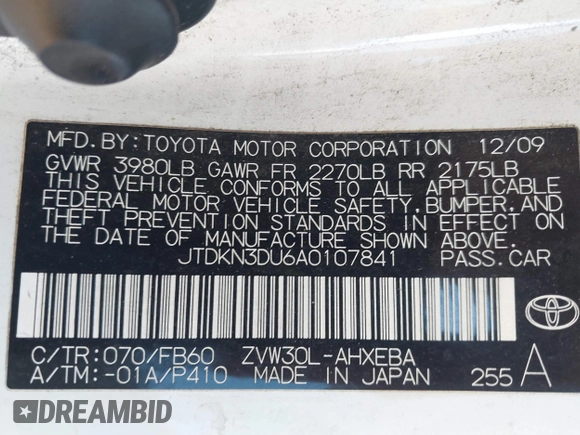 MFD.BY:TOYOTA MOTOR CORPORATION 12/09
GVWR 3980LB GAWR FR 2270LB RR 2175LB
THIS VEHICLE CONFORMS TO ALL APPLICABLE
FEDERAL MOTOR VEHICLE SAFETY,BUMPER,AND
THEFT PREVENTION STANDARDS IN EFFECT ON
THE DATE OF MANUFACTURE SHOWN ABOVE.
JTDKN3DU6A0107841 PASS.CAR
C/TR:070/FB60 ZVW30L-AHXEBA
A/TM:-01A/P410 MADE IN JAPAN 255 A
DREAMBID